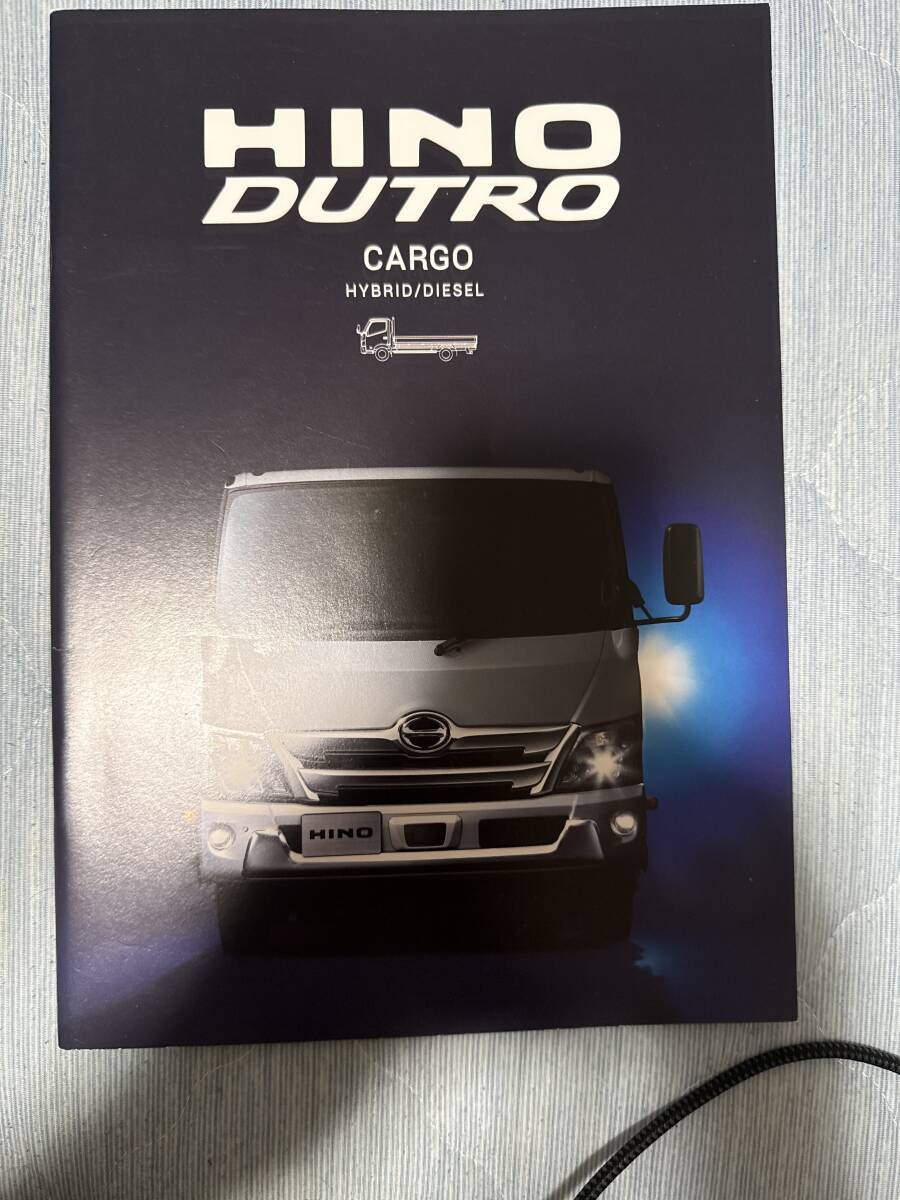 HINO
DUTRO
CARGO
HYBRID/DIESEL
HINO